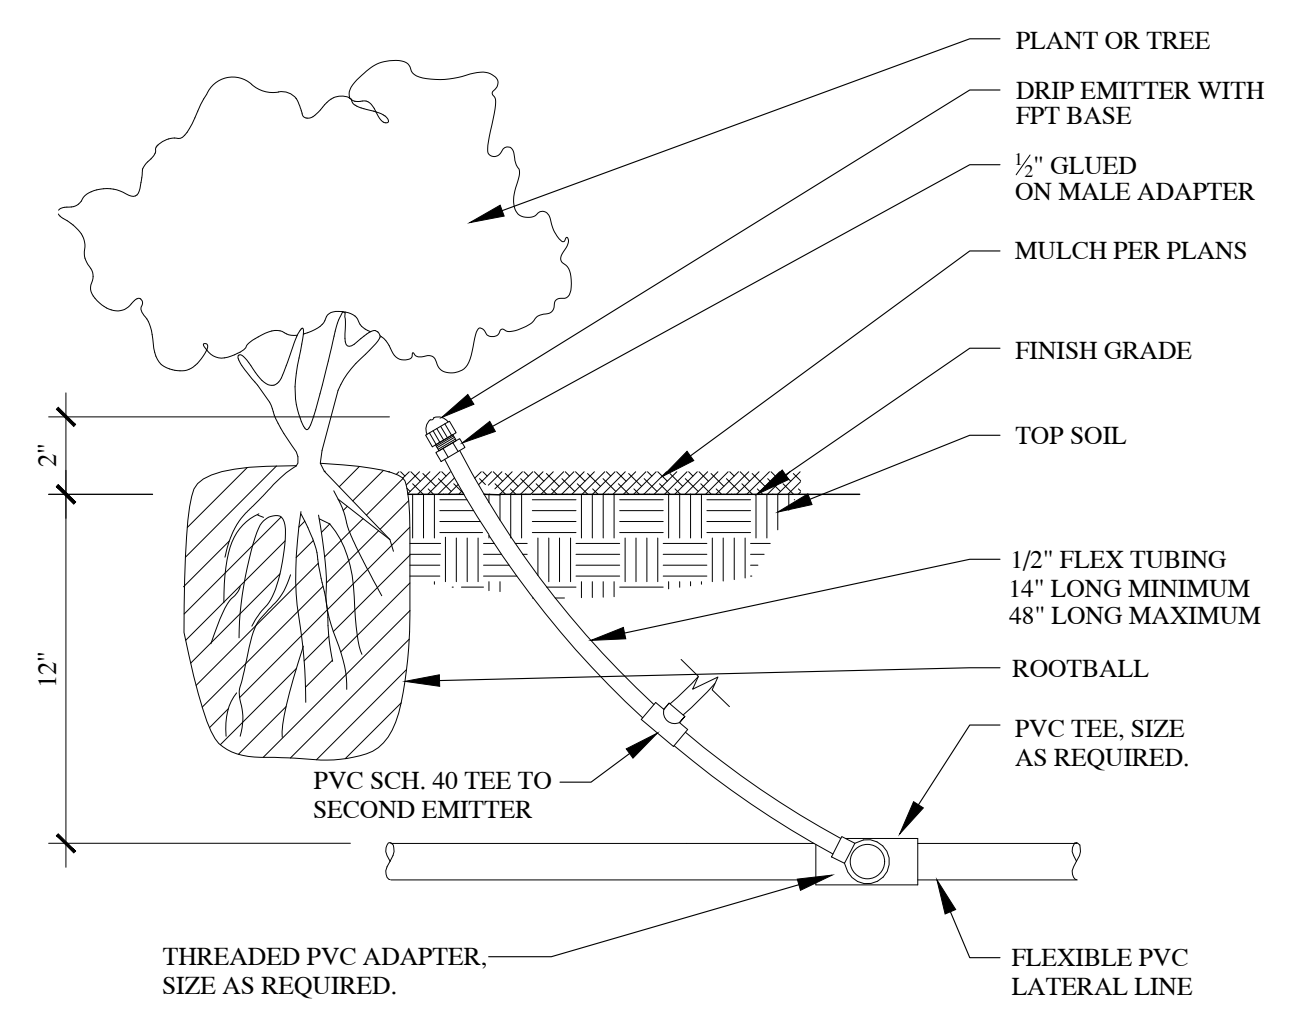 PLANT OR TREE
DRIP EMITTER WITH
FPT BASE
½" GLUED
ON MALE ADAPTER
MULCH PER PLANS
FINISH GRADE
TOP SOIL
2"
1/2" FLEX TUBING
14" LONG MINIMUM
48" LONG MAXIMUM
12"
ROOTBALL
PVC TEE, SIZE
AS REQUIRED.
PVC SCH. 40 TEE TO
SECOND EMITTER
THREADED PVC ADAPTER,
SIZE AS REQUIRED.
FLEXIBLE PVC
LATERAL LINE